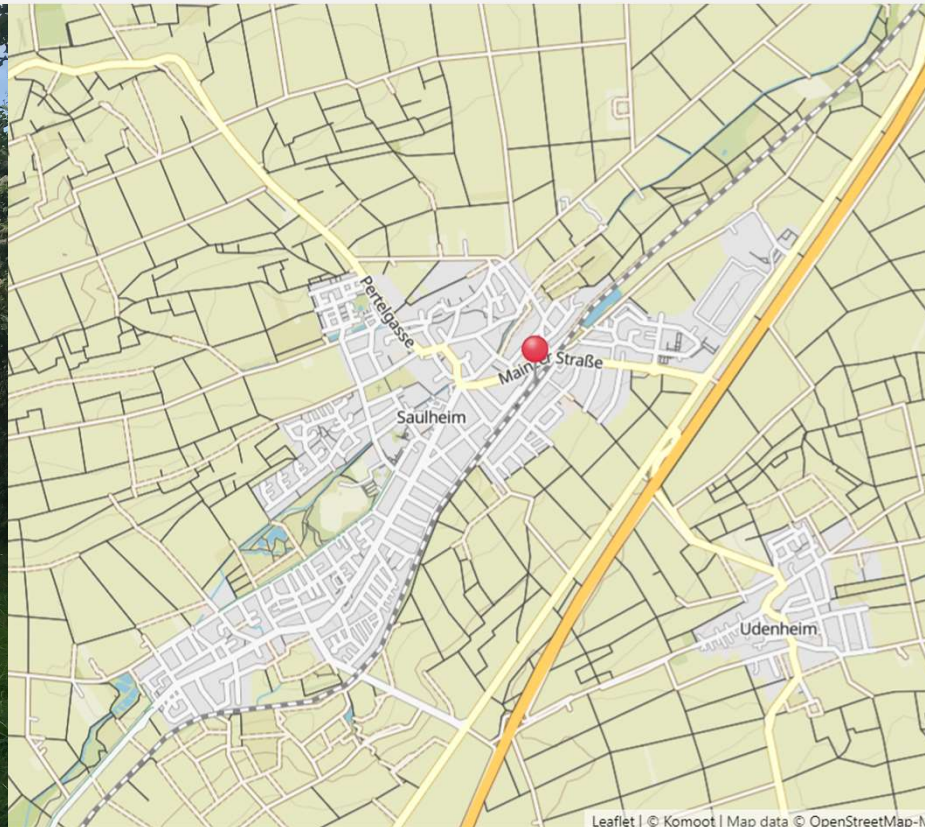 Pertelgasse
Mainzer Straße
Saulheim
Udenheim
Leaflet | © Komoot | Map data © OpenStreetMap-M